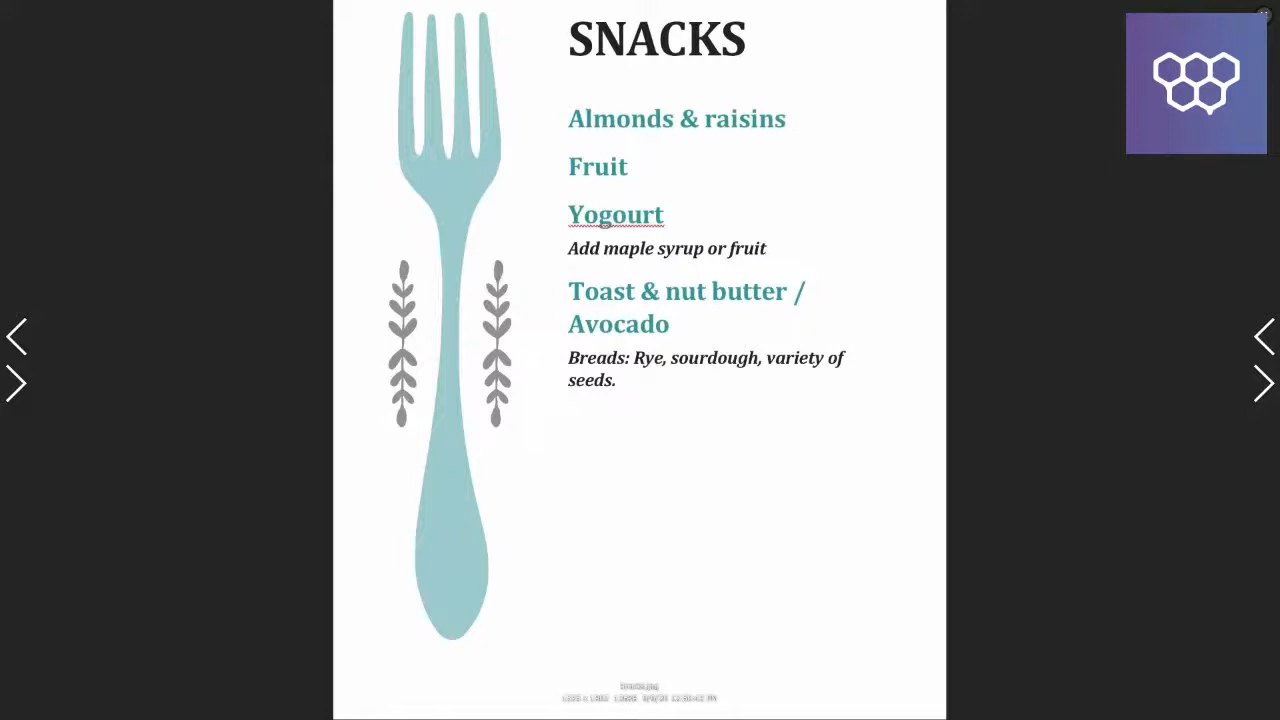 SNACKS
Almonds & raisins
Fruit
Yogourt
Add maple syrup or fruit
Toast & nut butter /
Avocado
Breads: Rye, sourdough, variety of
seeds.